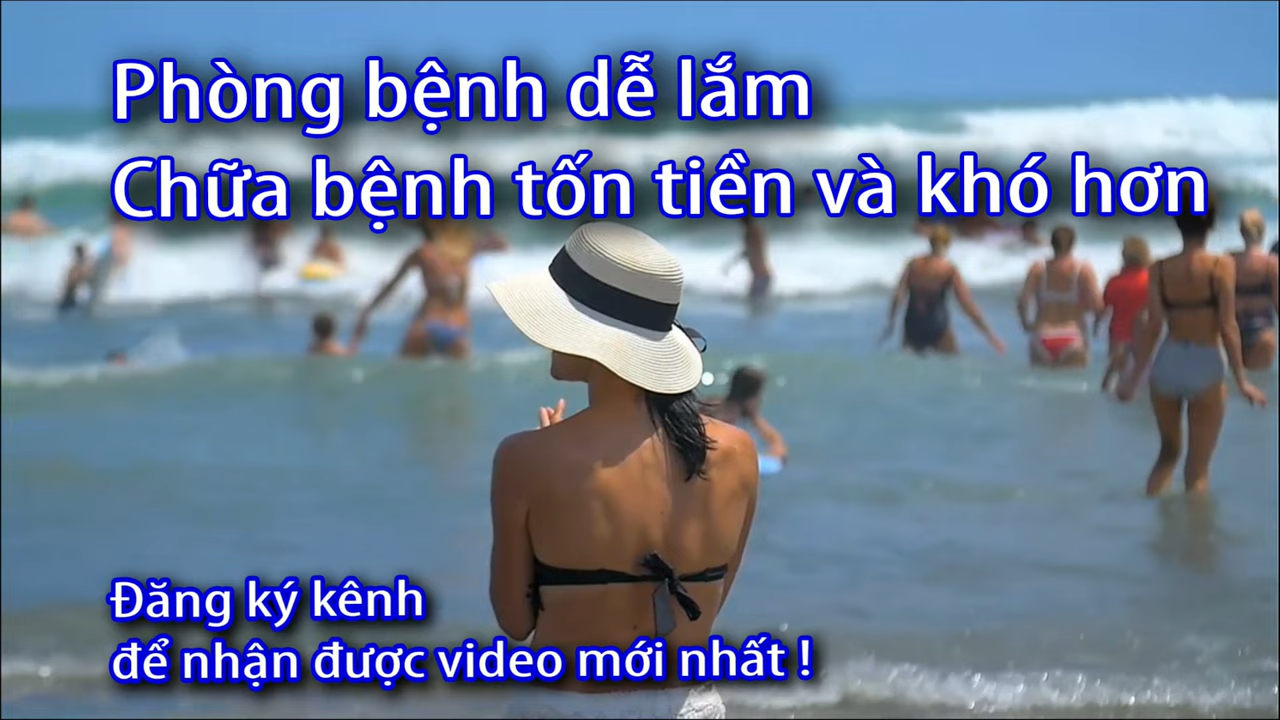 Phòng bệnh dễ lắm
Chữa bệnh tốn tiền và khó hơn
Đăng ký kênh
để nhận được video mới nhất !